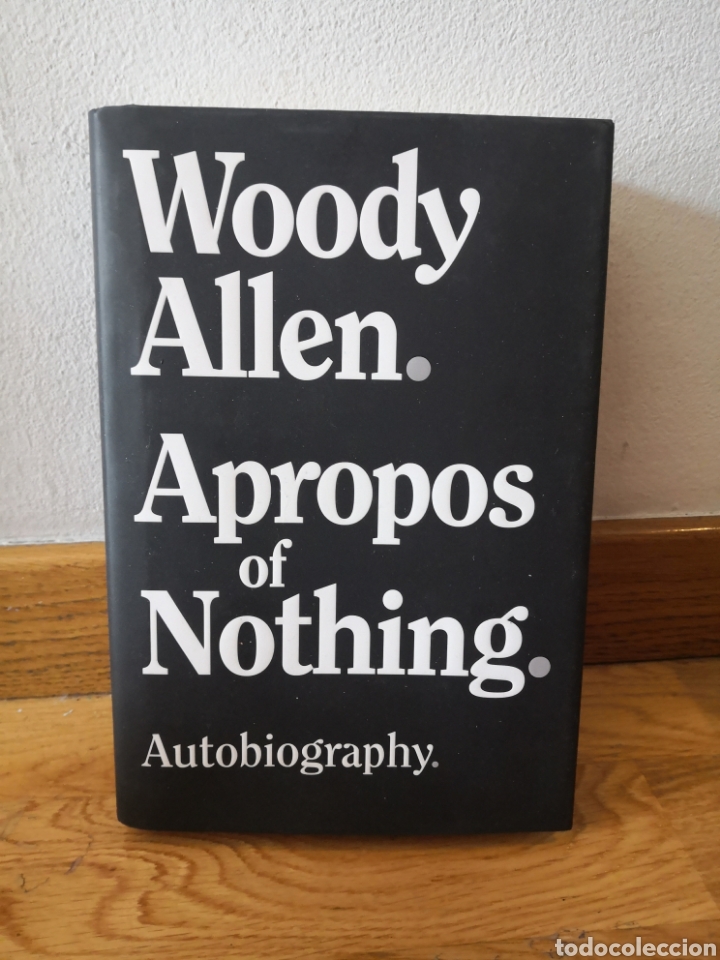 Woody
Allen.
Apropos
of
Nothing.
Autobiography.
todocoleccion